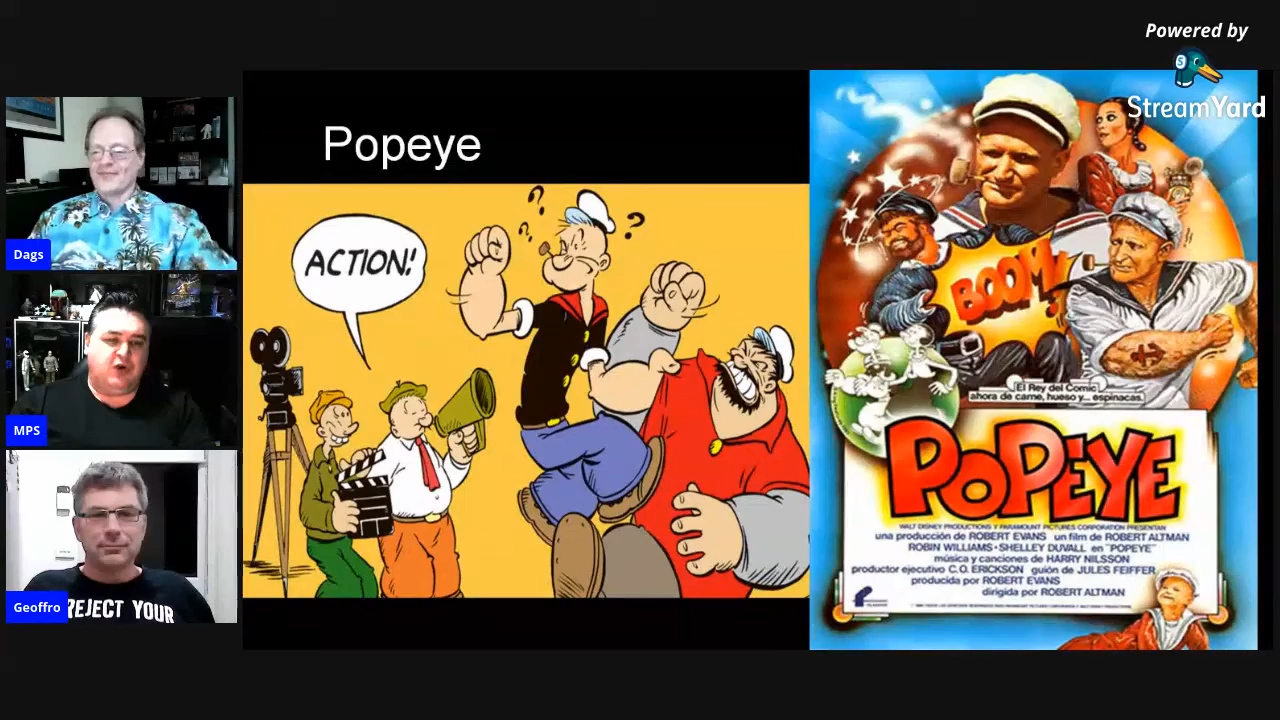 Powered by
StreamYard
Dags
MPS
Geoffro
REJECT YOUR
Popeye
? ? ? ? ?
ACTION!
BOOM!
El Rey del Comic
ahora de carne, hueso y... espinacas.
POPEYE
WALT DISNEY PRODUCTIONS Y PARAMOUNT PICTURES CORPORATION PRESENTAN
una producción de ROBERT EVANS un film de ROBERT ALTMAN
ROBIN WILLIAMS · SHELLEY DUVALL en "POPEYE"
música y canciones de HARRY NILSSON
productor ejecutivo C.O. ERICKSON guión de JULES FEIFFER
producida por ROBERT EVANS
dirigida por ROBERT ALTMAN